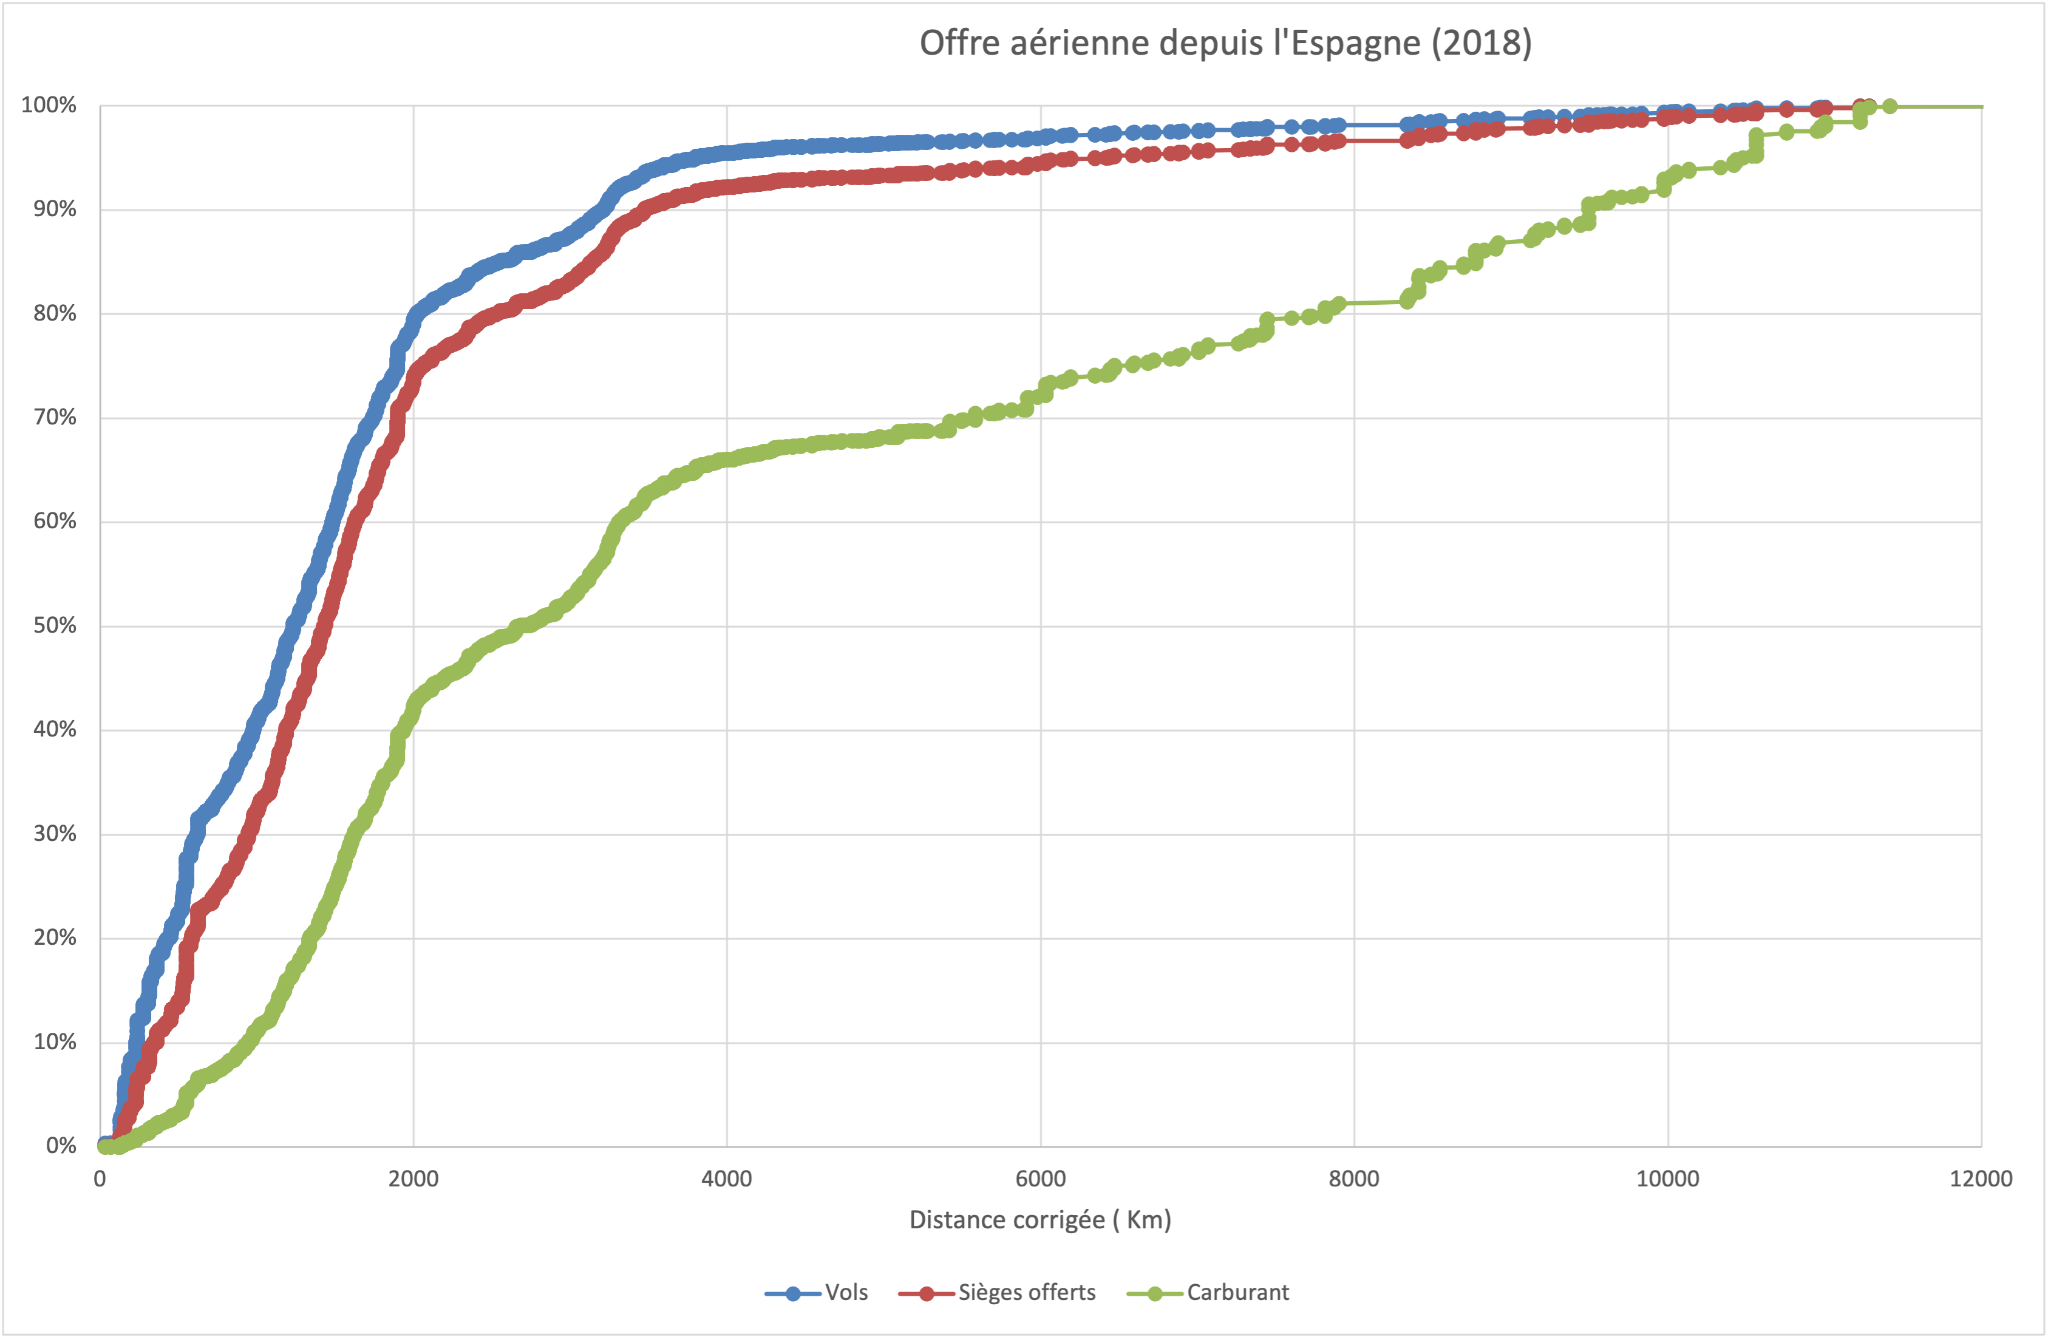 Offre aérienne depuis l'Espagne (2018)
100%
90%
80%
70%
60%
50%
40%
30%
20%
10%
0%
0 2000 4000 6000 8000 10000 12000
Distance corrigée ( Km)
Vols Sièges offerts Carburant